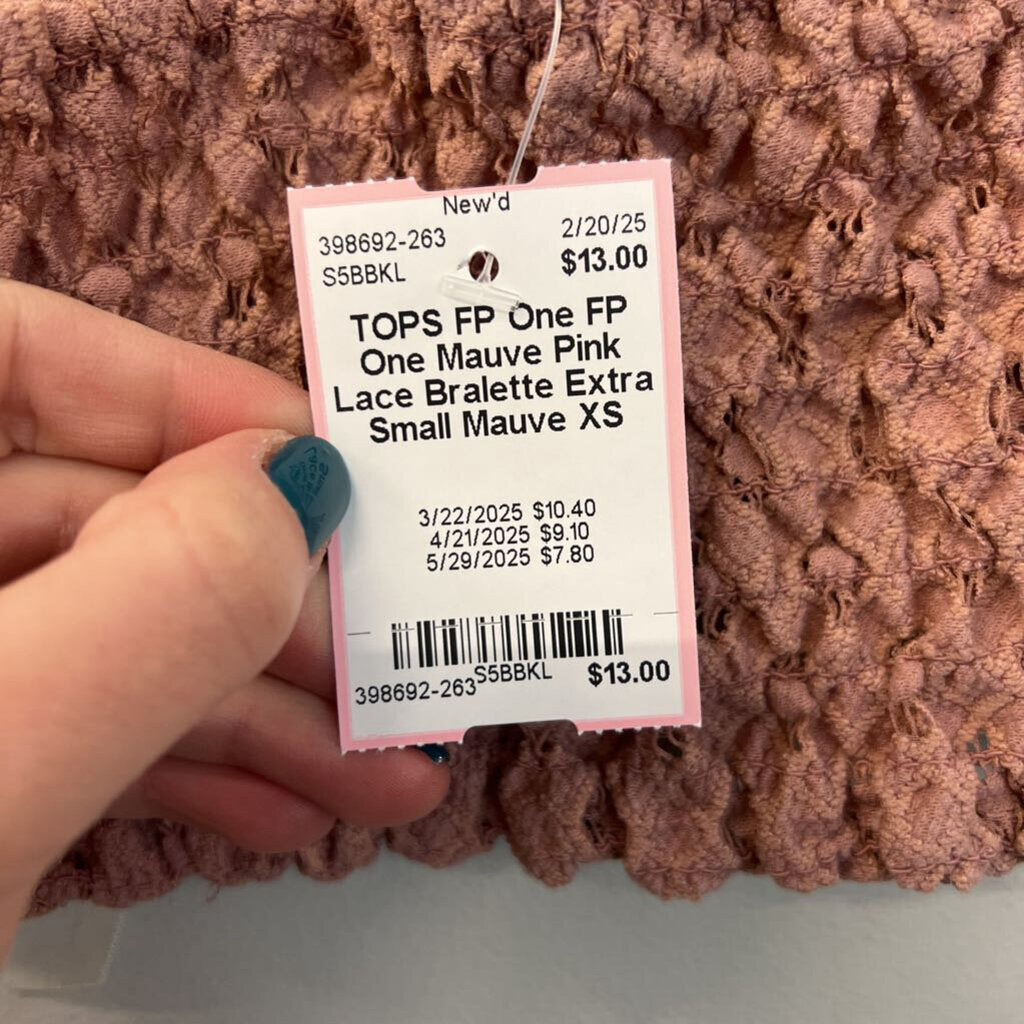 New'd
398692-263 2/20/25
S5BBKL $13.00
TOPS FP One FP
One Mauve Pink
Lace Bralette Extra
Small Mauve XS
3/22/2025 $10.40
4/21/2025 $9.10
5/29/2025 $7.80
398692-263 S5BBKL $13.00